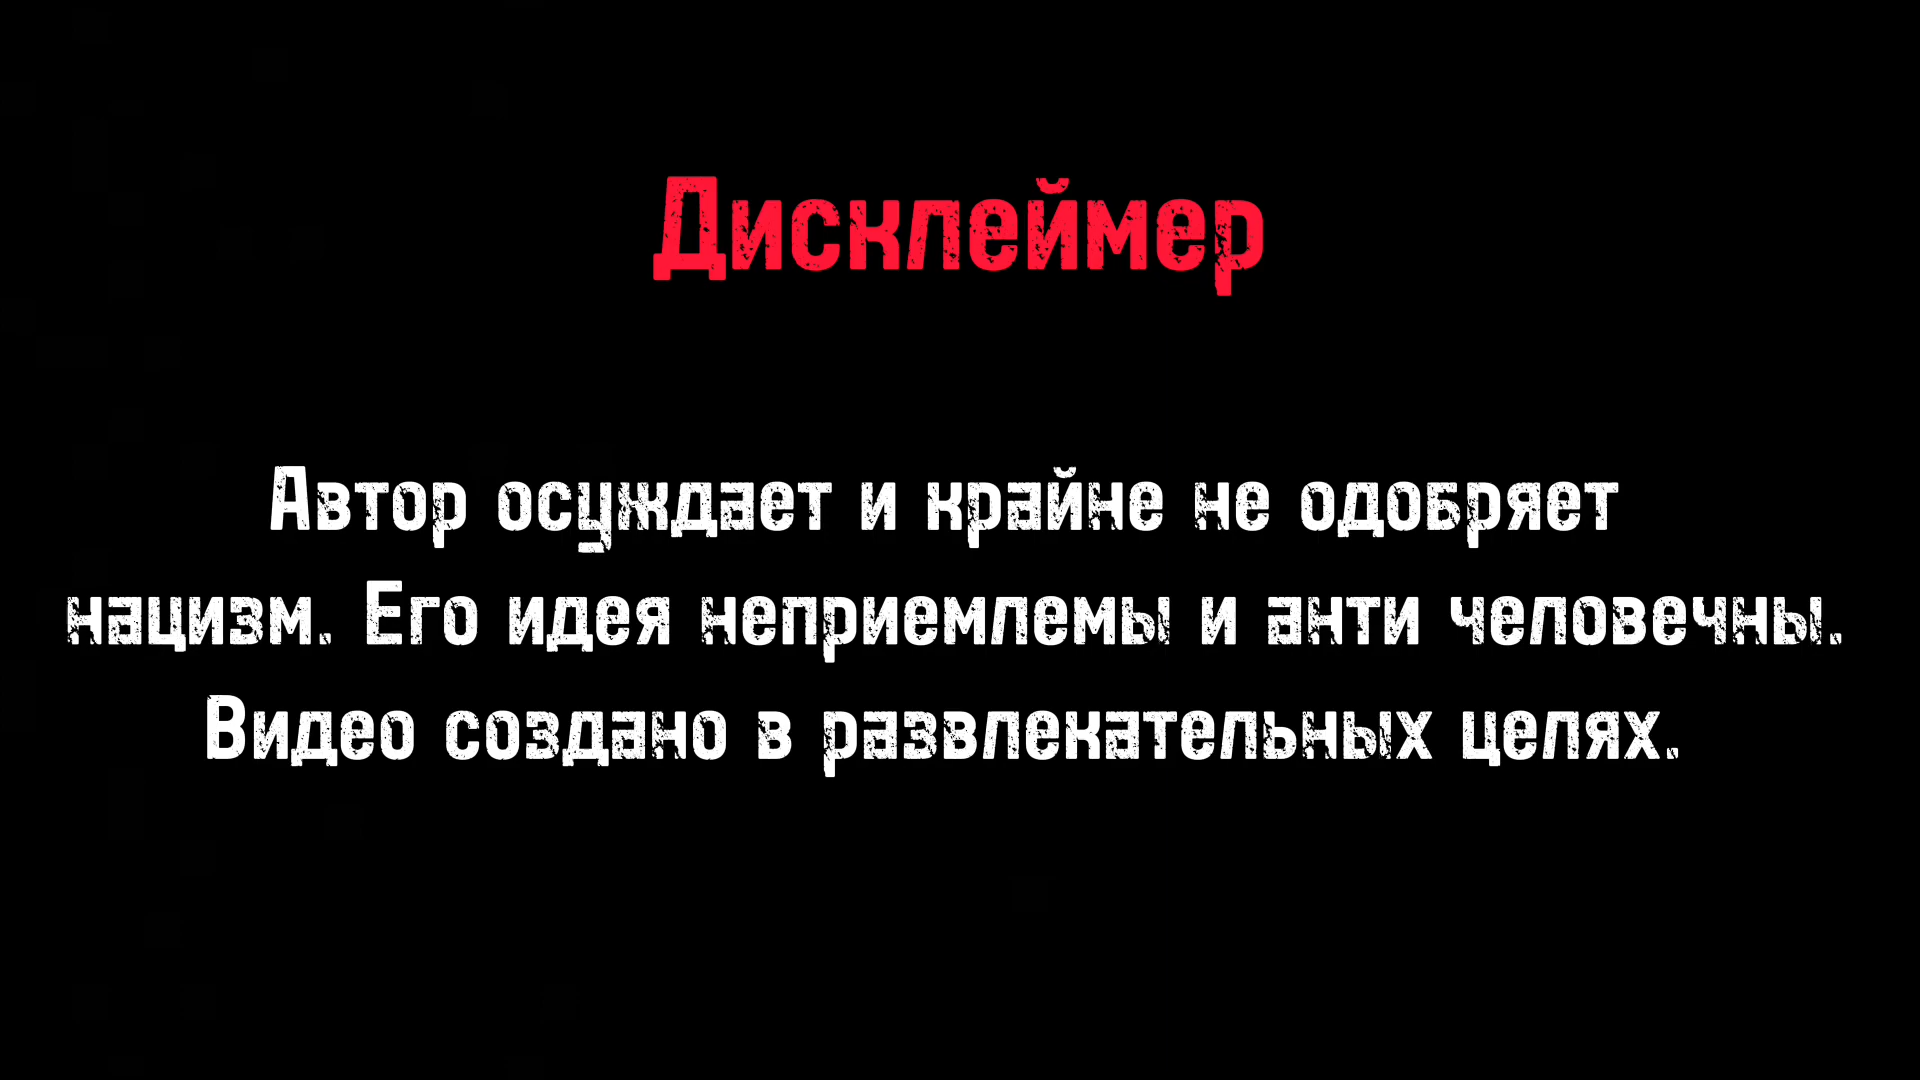 Дисклеймер
Автор осуждает и крайне не одобряет
нацизм. Его идея неприемлемы и анти человечны.
Видео создано в развлекательных целях.